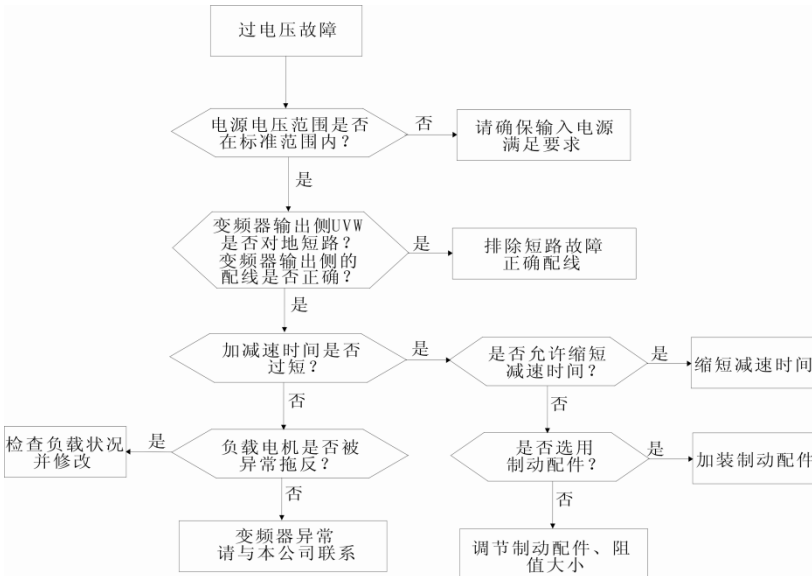 过电压故障
电源电压范围是否
在标准范围内?
否
请确保输入电源
满足要求
是
变频器输出侧UVW
是否对地短路?
变频器输出侧的
配线是否正确?
是
排除短路故障
正确配线
是
加减速时间是否
过短?
是
是否允许缩短
减速时间?
是
缩短减速时间
否
否
检查负载状况
并修改
是
负载电机是否被
异常拖反?
是否选用
制动配件?
是
加装制动配件
否
否
变频器异常
请与本公司联系
调节制动配件、阻
值大小